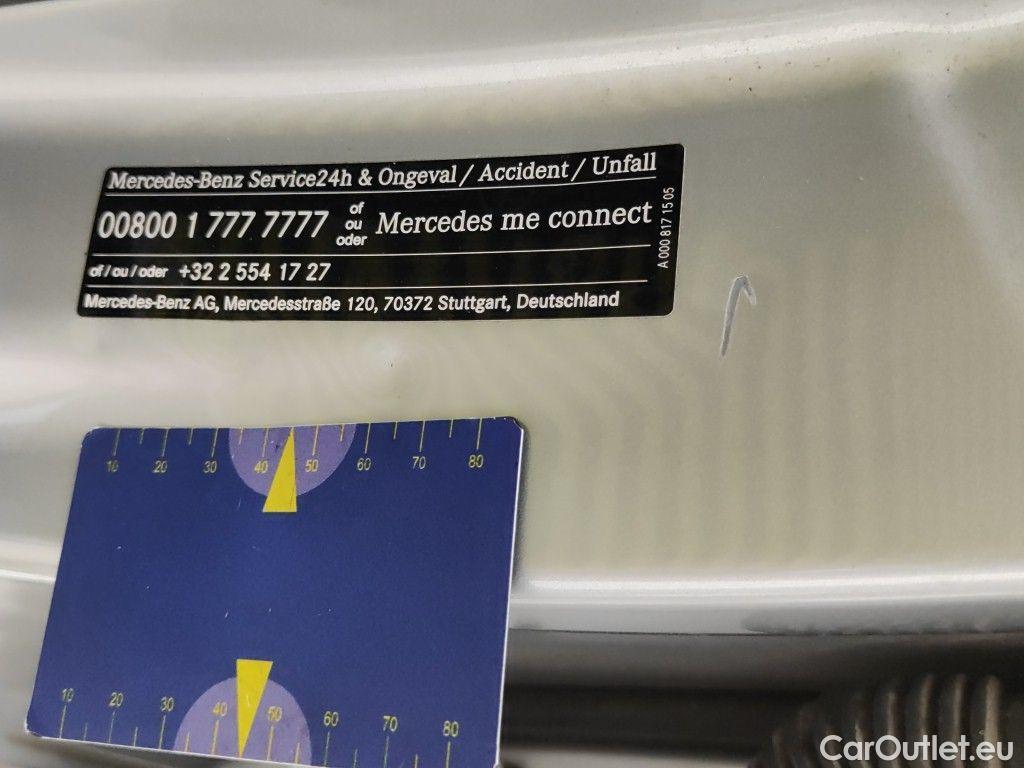 Mercedes-Benz Service24h & Ongeval / Accident / Unfall
00800 1 777 7777 of ou oder Mercedes me connect
of / ou / oder +32 2 554 17 27
Mercedes-Benz AG, Mercedesstraße 120, 70372 Stuttgart, Deutschland
A 000 817 15 05
10 20 30 40 50 60 70 80
10 20 30 40 50 60 70 80
CarOutlet.eu